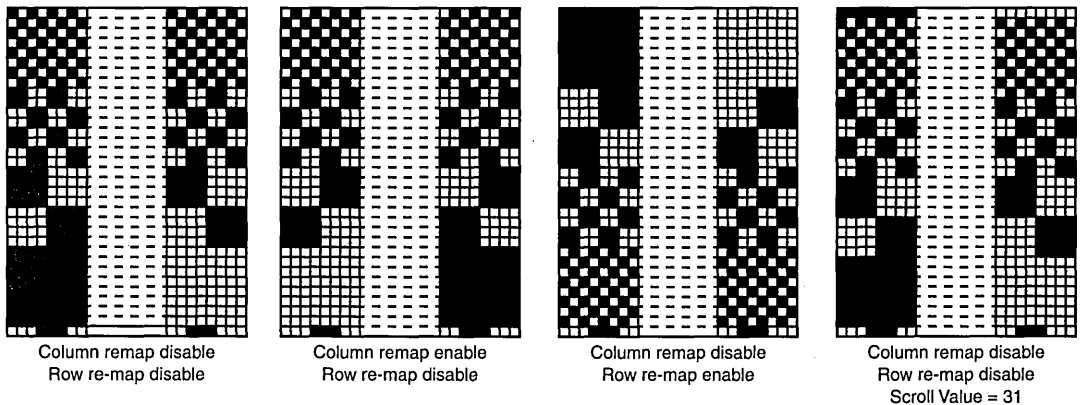 Column remap disable
Row re-map disable
Column remap enable
Row re-map disable
Column remap disable
Row re-map enable
Column remap disable
Row re-map disable
Scroll Value = 31